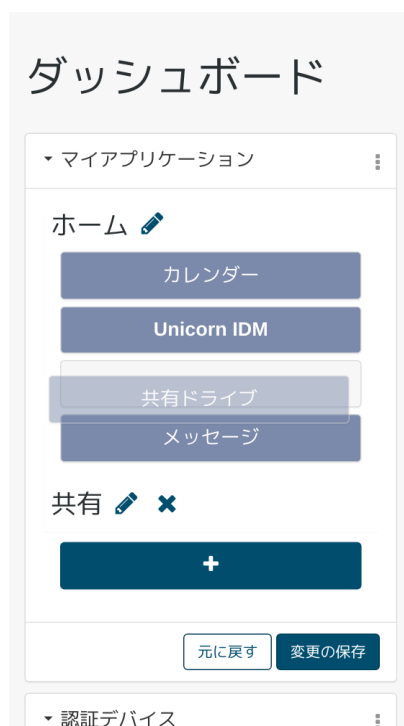 ダッシュボード
マイアプリケーション
ホーム
カレンダー
Unicorn IDM
共有ドライブ
メッセージ
共有
+
元に戻す 変更の保存
認証デバイス